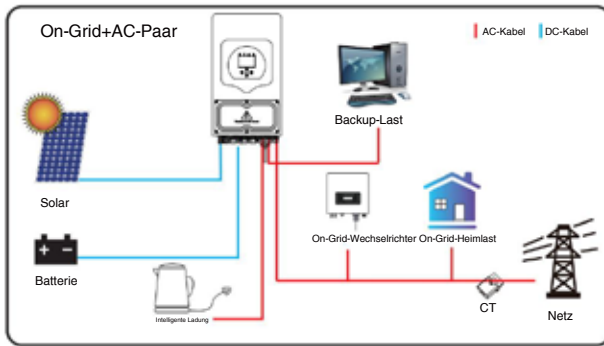 On-Grid+AC-Paar
AC-Kabel
DC-Kabel
Backup-Last
Solar
On-Grid-Wechselrichter
On-Grid-Heimlast
Batterie
Intelligente Ladung
CT
Netz